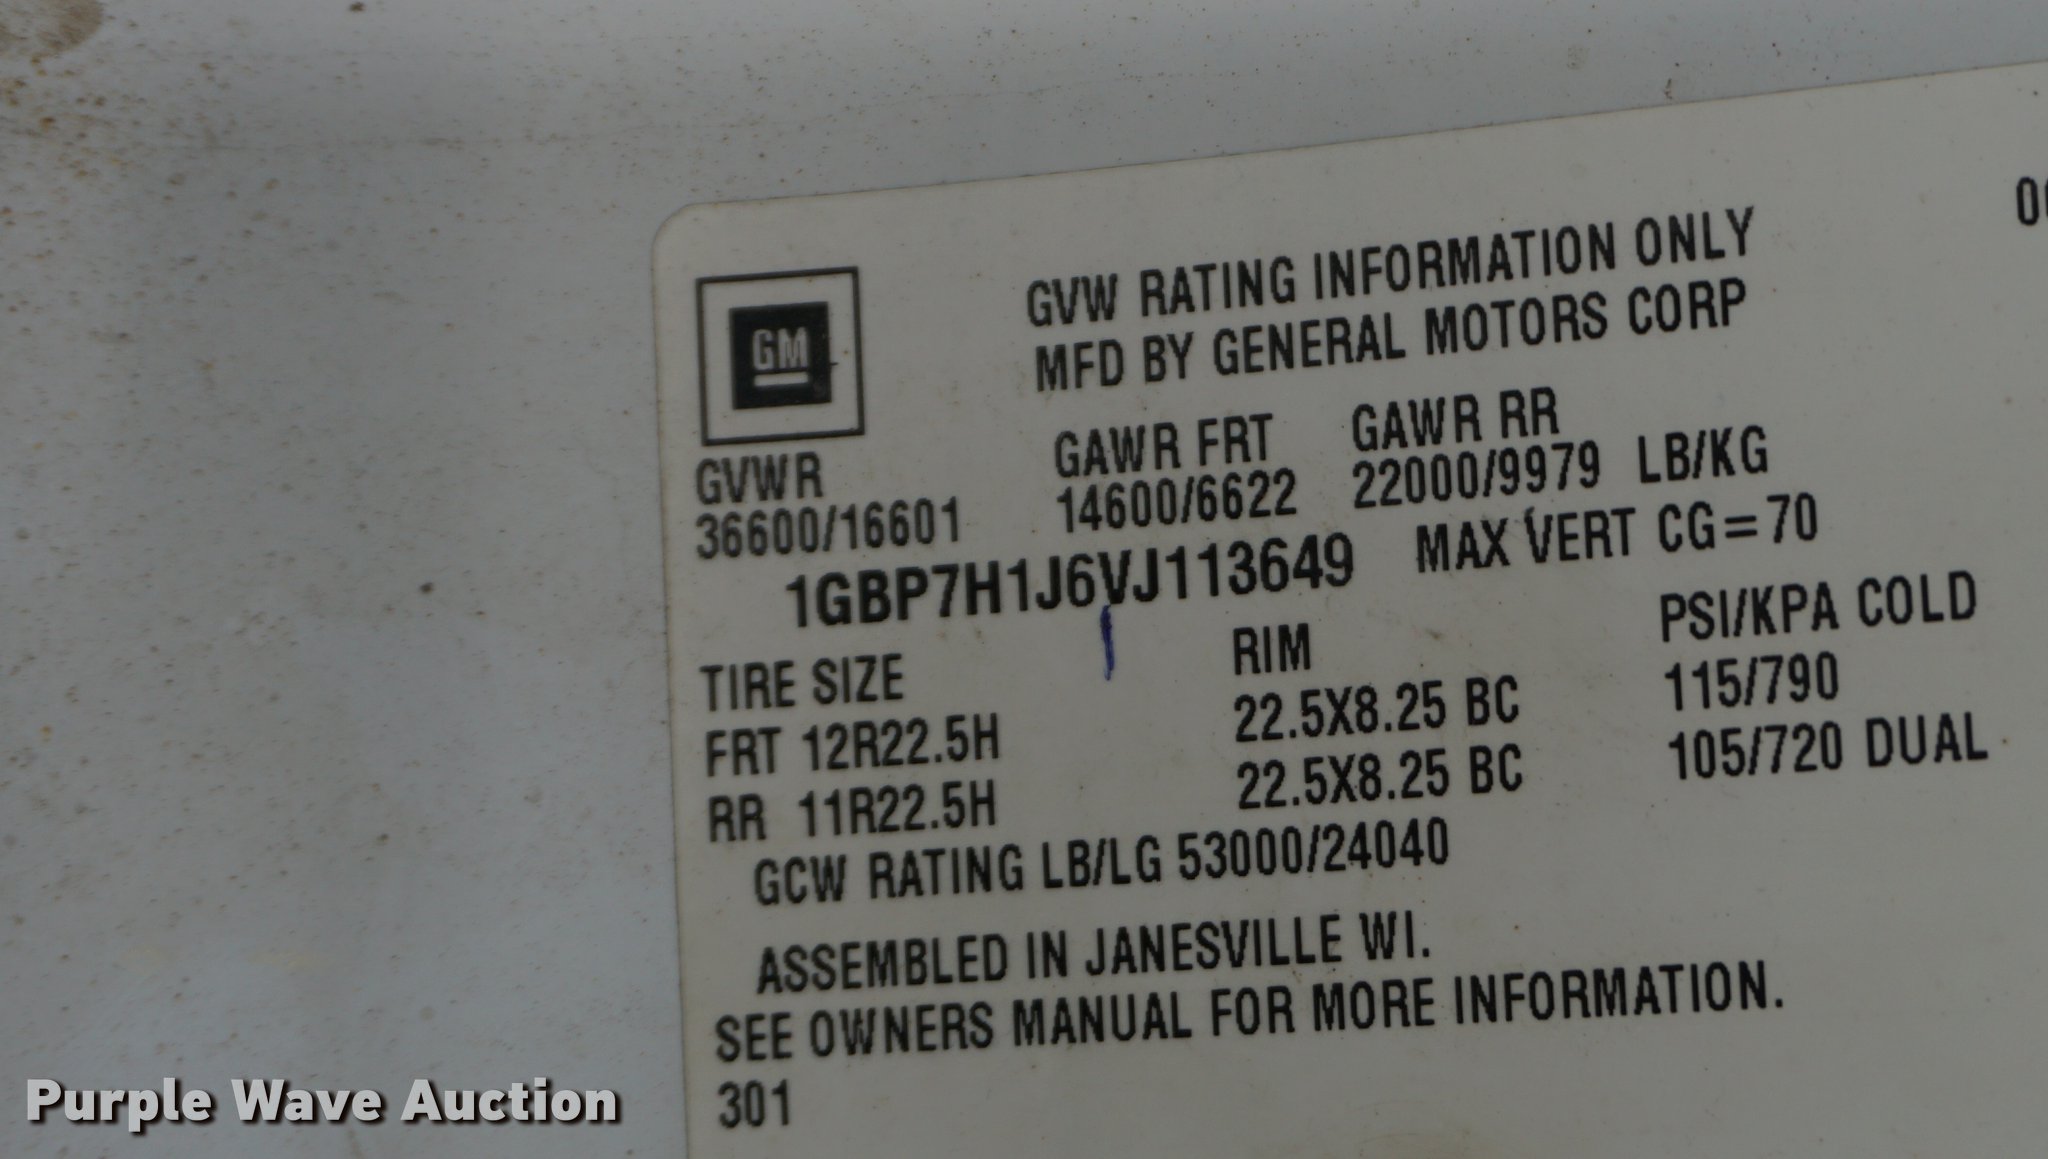 00
GM
GVW RATING INFORMATION ONLY
MFD BY GENERAL MOTORS CORP
GVWR GAWR FRT GAWR RR
36600/16601 14600/6622 22000/9979 LB/KG
1GBP7H1J6VJ113649 MAX VERT CG=70
TIRE SIZE RIM PSI/KPA COLD
FRT 12R22.5H 22.5X8.25 BC 115/790
RR 11R22.5H 22.5X8.25 BC 105/720 DUAL
GCW RATING LB/LG 53000/24040
ASSEMBLED IN JANESVILLE WI.
SEE OWNERS MANUAL FOR MORE INFORMATION.
301
Purple Wave Auction